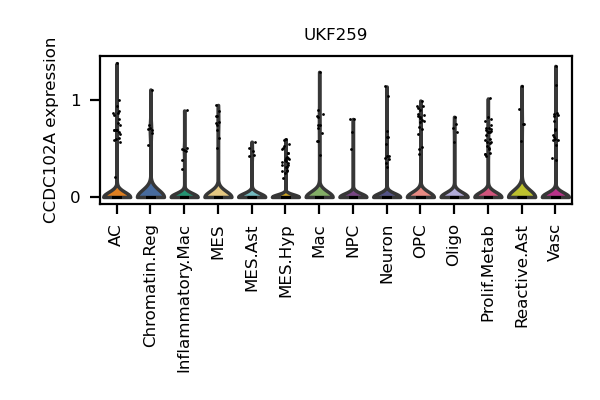 UKF259
CCDC102A expression
1
0
AC
Chromatin.Reg
Inflammatory.Mac
MES
MES.Ast
MES.Hyp
Mac
NPC
Neuron
OPC
Oligo
Prolif.Metab
Reactive.Ast
Vasc